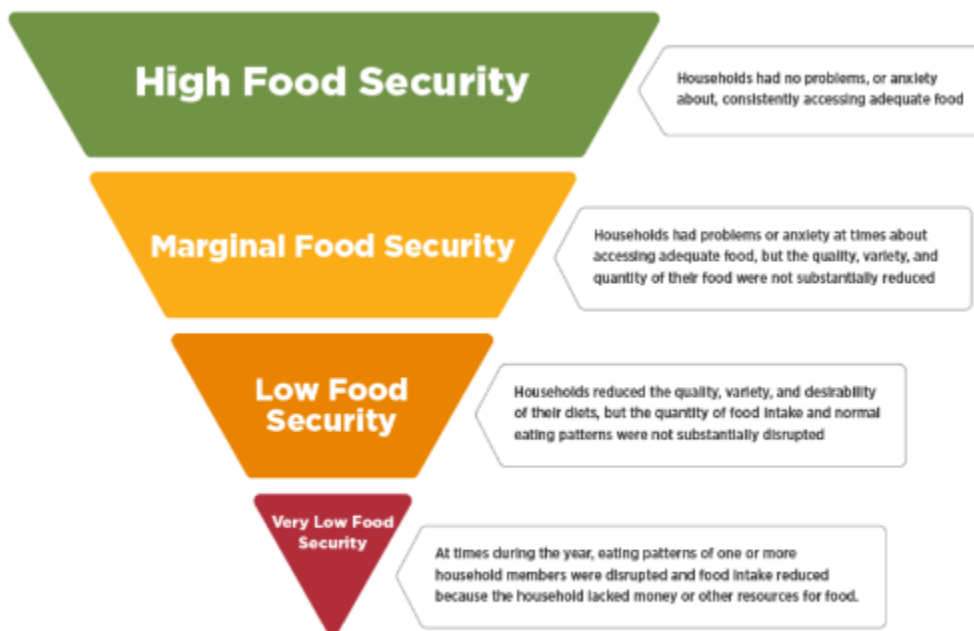 High Food Security
Households had no problems, or anxiety
about, consistently accessing adequate food
Marginal Food Security
Households had problems or anxiety at times about
accessing adequate food, but the quality, variety, and
quantity of their food were not substantially reduced
Low Food
Security
Households reduced the quality, variety, and desirability
of their diets, but the quantity of food intake and normal
eating patterns were not substantially disrupted
Very Low Food
Security
At times during the year, eating patterns of one or more
household members were disrupted and food intake reduced
because the household lacked money or other resources for food.